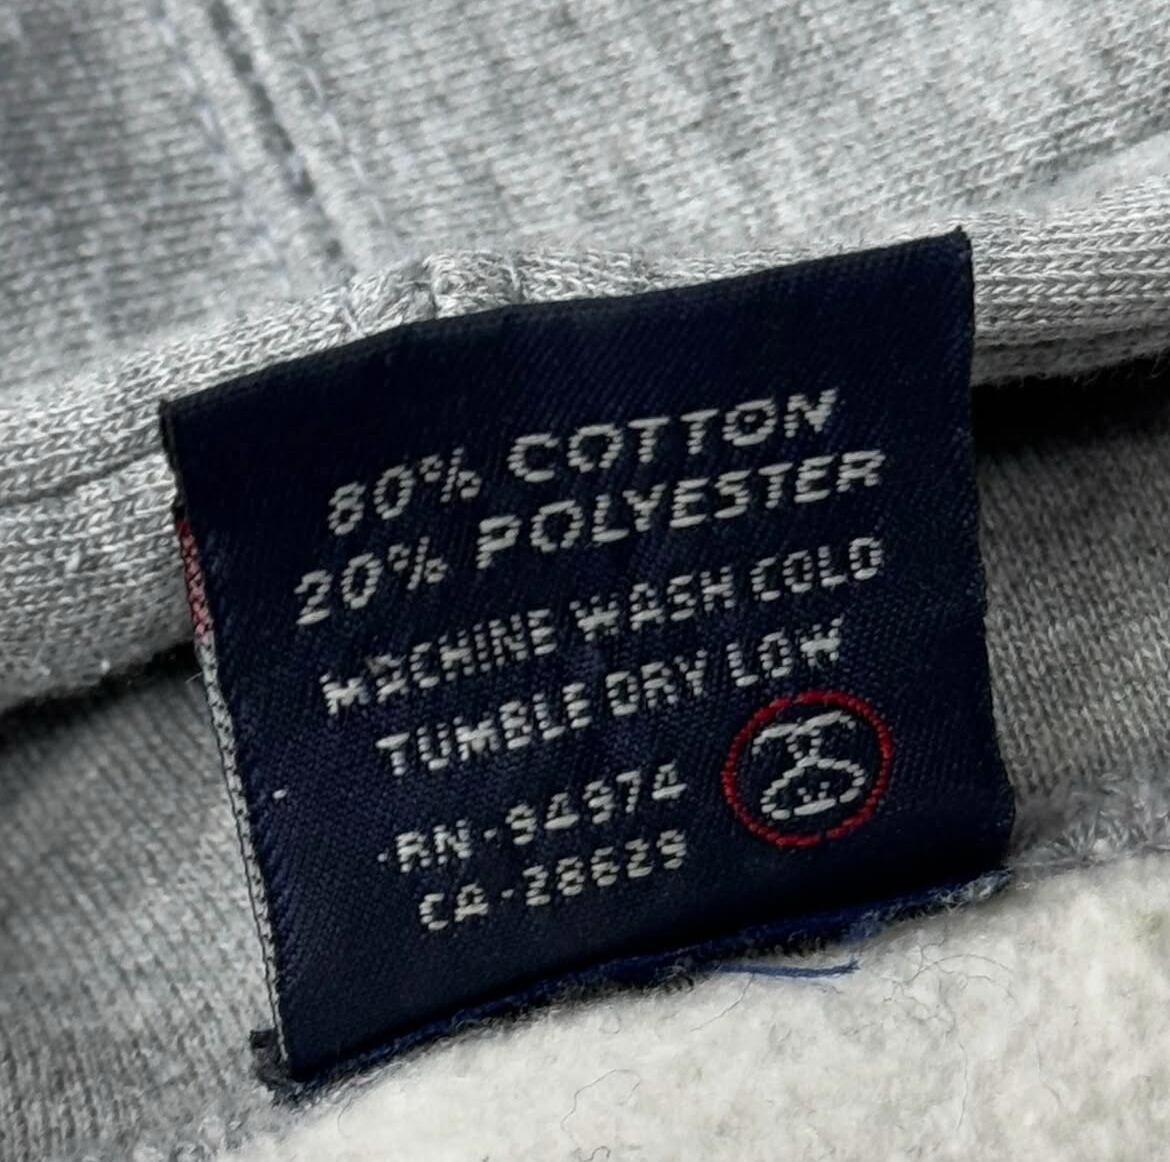 80% COTTON
20% POLYESTER
MACHINE WASH COLD
TUMBLE DRY LOW
RN-94974
CA-28629